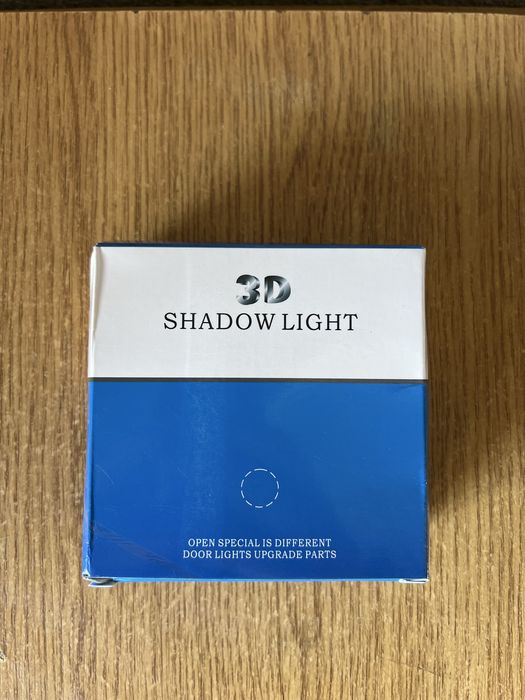 3D
SHADOW LIGHT
OPEN SPECIAL IS DIFFERENT
DOOR LIGHTS UPGRADE PARTS